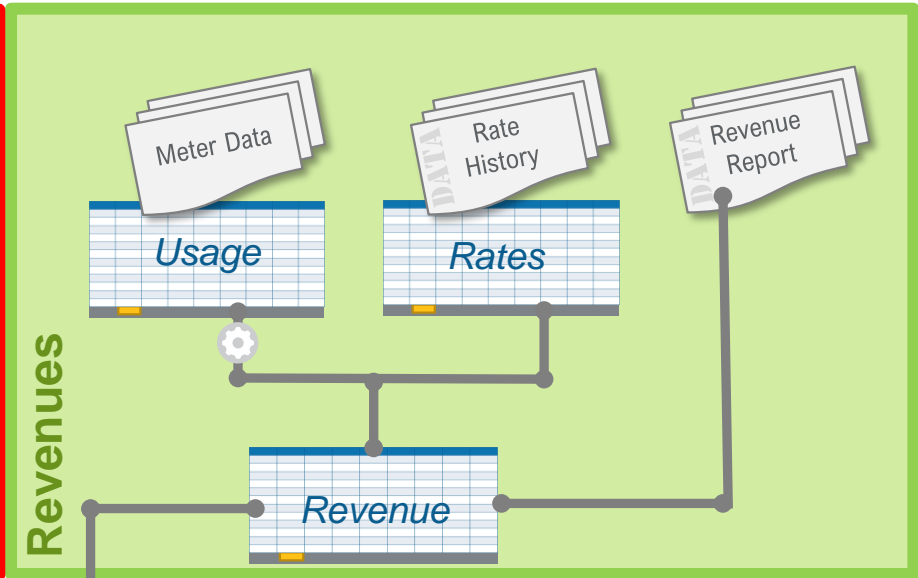 Meter Data
DATA
Rate
History
DATA
Revenue
Report
Usage
Rates
Revenues
Revenue